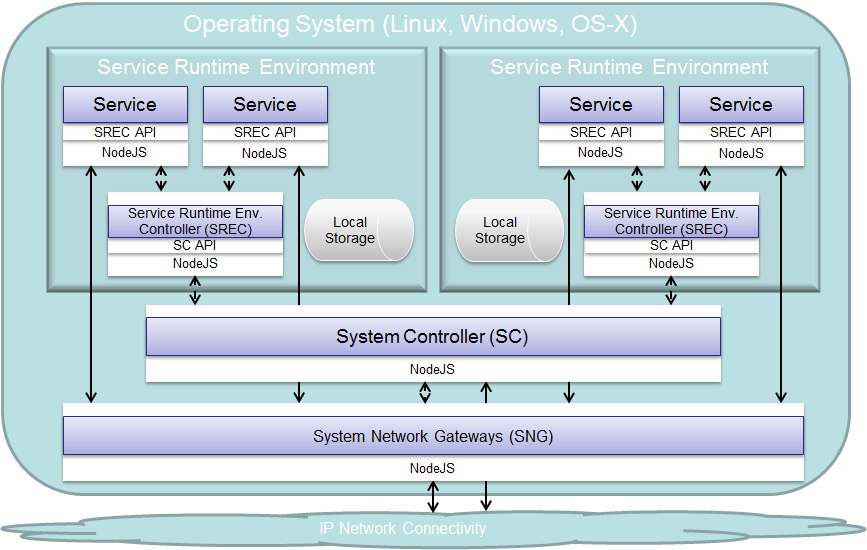 Operating System (Linux, Windows, OS-X)
Service Runtime Environment
Service Runtime Environment
Service
Service
Service
Service
SREC API
SREC API
SREC API
SREC API
NodeJS
NodeJS
NodeJS
NodeJS
Service Runtime Env.
Controller (SREC)
SC API
NodeJS
Local
Storage
Local
Storage
Service Runtime Env.
Controller (SREC)
SC API
NodeJS
System Controller (SC)
NodeJS
System Network Gateways (SNG)
NodeJS
IP Network Connectivity